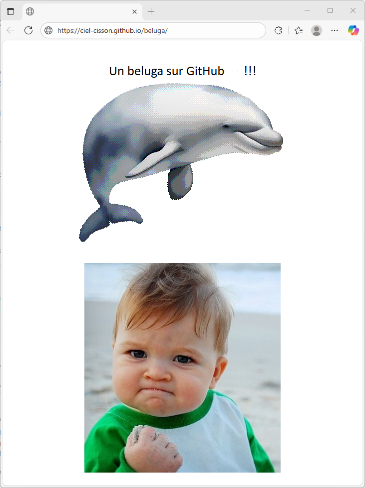 https://ciel-cisson.github.io/beluga/
Un beluga sur GitHub !!!